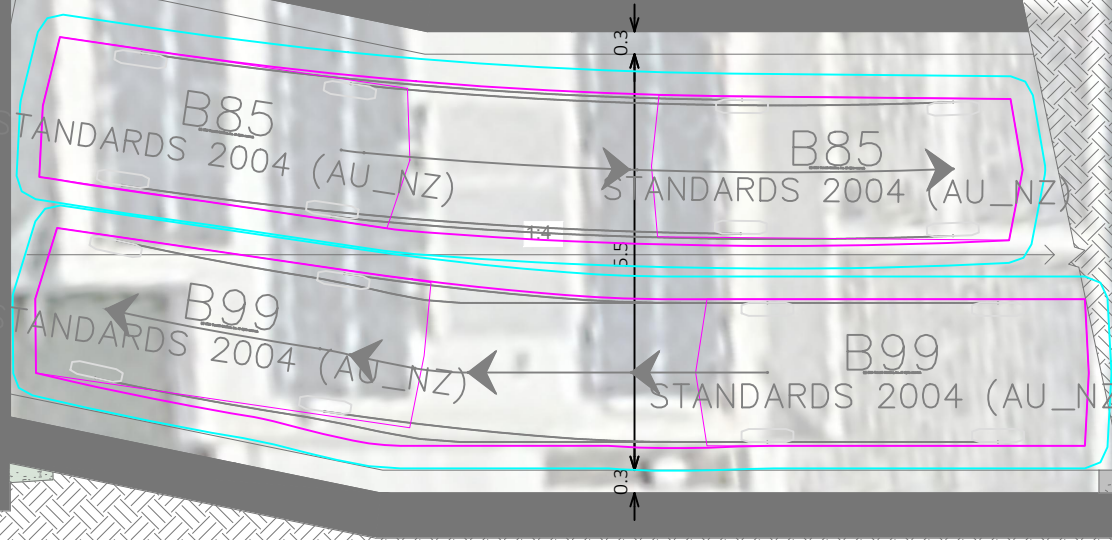 0.3
B85
STANDARDS 2004 (AU_NZ)
B85
STANDARDS 2004 (AU_NZ)
1:4
5.5
B99
STANDARDS 2004 (AU_NZ)
B99
STANDARDS 2004 (AU_NZ
0.3